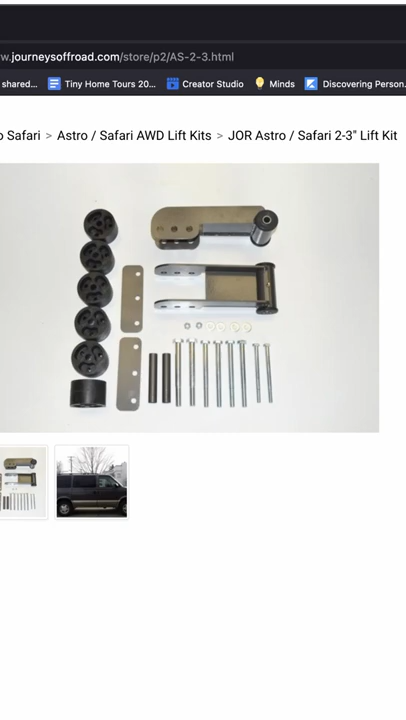 w.journeysoffroad.com/store/p2/AS-2-3.html
shared... Tiny Home Tours 20... Creator Studio Minds Discovering Person.
o Safari > Astro / Safari AWD Lift Kits > JOR Astro / Safari 2-3" Lift Kit